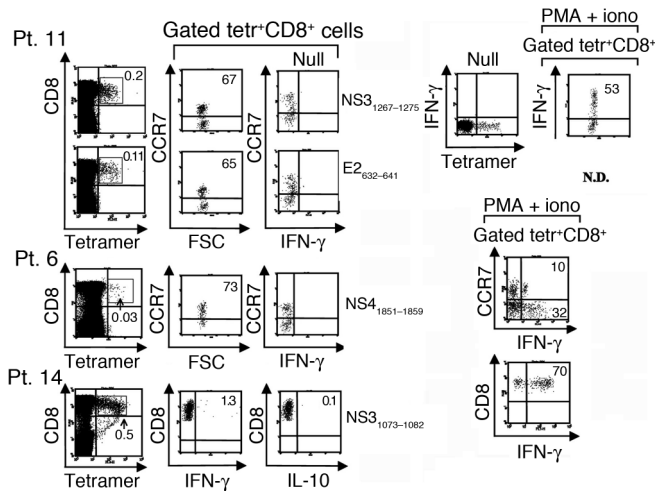 Pt. 11
Gated tetr⁺CD8⁺ cells
Null
CD8
0.2
CCR7
67
CCR7
NS3₁₂₆₇₋₁₂₇₅
0.11
65
E2₆₃₂₋₆₄₁
Tetramer
FSC
IFN-γ
PMA + iono
Null
Gated tetr⁺CD8⁺
IFN-γ
IFN-γ
53
Tetramer
N.D.
Pt. 6
CD8
0.03
CCR7
73
CCR7
NS4₁₈₅₁₋₁₈₅₉
Tetramer
FSC
IFN-γ
PMA + iono
Gated tetr⁺CD8⁺
CCR7
10
32
IFN-γ
Pt. 14
CD8
0.5
CD8
1.3
CD8
0.1
NS3₁₀₇₃₋₁₀₈₂
Tetramer
IFN-γ
IL-10
CD8
70
IFN-γ